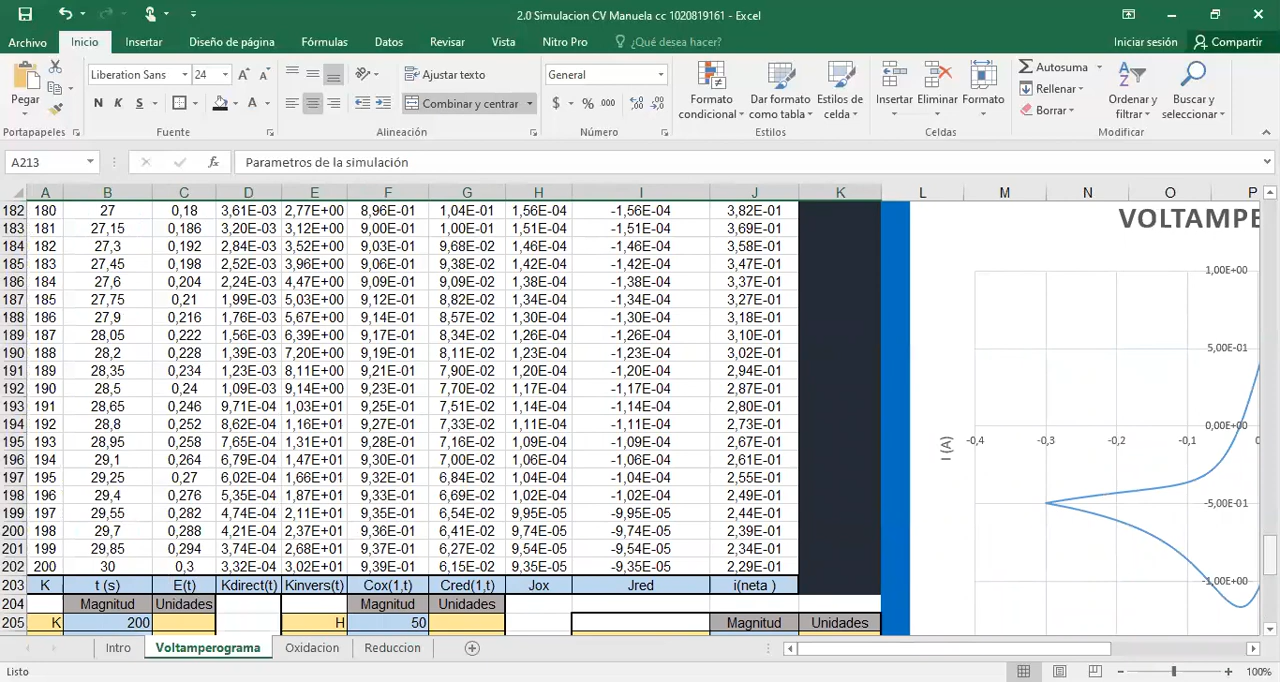 2.0 Simulacion CV Manuela cc 1020819161 - Excel
Archivo Inicio Insertar Diseño de página Fórmulas Datos Revisar Vista Nitro Pro ¿Qué desea hacer? Iniciar sesión Compartir
Liberation Sans 24 Ajustar texto General Autosuma
Pegar N K S Combinar y centrar $ % 000 Formato condicional Dar formato como tabla Estilos de celda Insertar Eliminar Formato Rellenar Borrar Ordenar y filtrar Buscar y seleccionar
Portapapeles Fuente Alineación Número Estilos Celdas Modificar
A213 fx Parametros de la simulación
A B C D E F G H I J K L M N O P
182 180 27 0,18 3,61E-03 2,77E+00 8,96E-01 1,04E-01 1,56E-04 -1,56E-04 3,82E-01
183 181 27,15 0,186 3,20E-03 3,12E+00 9,00E-01 1,00E-01 1,51E-04 -1,51E-04 3,69E-01
184 182 27,3 0,192 2,84E-03 3,52E+00 9,03E-01 9,68E-02 1,46E-04 -1,46E-04 3,58E-01
185 183 27,45 0,198 2,52E-03 3,96E+00 9,06E-01 9,38E-02 1,42E-04 -1,42E-04 3,47E-01
186 184 27,6 0,204 2,24E-03 4,47E+00 9,09E-01 9,09E-02 1,38E-04 -1,38E-04 3,37E-01
187 185 27,75 0,21 1,99E-03 5,03E+00 9,12E-01 8,82E-02 1,34E-04 -1,34E-04 3,27E-01
188 186 27,9 0,216 1,76E-03 5,67E+00 9,14E-01 8,57E-02 1,30E-04 -1,30E-04 3,18E-01
189 187 28,05 0,222 1,56E-03 6,39E+00 9,17E-01 8,34E-02 1,26E-04 -1,26E-04 3,10E-01
190 188 28,2 0,228 1,39E-03 7,20E+00 9,19E-01 8,11E-02 1,23E-04 -1,23E-04 3,02E-01
191 189 28,35 0,234 1,23E-03 8,11E+00 9,21E-01 7,90E-02 1,20E-04 -1,20E-04 2,94E-01
192 190 28,5 0,24 1,09E-03 9,14E+00 9,23E-01 7,70E-02 1,17E-04 -1,17E-04 2,87E-01
193 191 28,65 0,246 9,71E-04 1,03E+01 9,25E-01 7,51E-02 1,14E-04 -1,14E-04 2,80E-01
194 192 28,8 0,252 8,62E-04 1,16E+01 9,27E-01 7,33E-02 1,11E-04 -1,11E-04 2,73E-01
195 193 28,95 0,258 7,65E-04 1,31E+01 9,28E-01 7,16E-02 1,09E-04 -1,09E-04 2,67E-01
196 194 29,1 0,264 6,79E-04 1,47E+01 9,30E-01 7,00E-02 1,06E-04 -1,06E-04 2,61E-01
197 195 29,25 0,27 6,02E-04 1,66E+01 9,32E-01 6,84E-02 1,04E-04 -1,04E-04 2,55E-01
198 196 29,4 0,276 5,35E-04 1,87E+01 9,33E-01 6,69E-02 1,02E-04 -1,02E-04 2,49E-01
199 197 29,55 0,282 4,74E-04 2,11E+01 9,35E-01 6,54E-02 9,95E-05 -9,95E-05 2,44E-01
200 198 29,7 0,288 4,21E-04 2,37E+01 9,36E-01 6,41E-02 9,74E-05 -9,74E-05 2,39E-01
201 199 29,85 0,294 3,74E-04 2,68E+01 9,37E-01 6,27E-02 9,54E-05 -9,54E-05 2,34E-01
202 200 30 0,3 3,32E-04 3,02E+01 9,39E-01 6,15E-02 9,35E-05 -9,35E-05 2,29E-01
203 K t (s) E(t) Kdirect(t) Kinvers(t) Cox(1,t) Cred(1,t) Jox Jred i(neta )
204 Magnitud Unidades Magnitud Unidades
205 K 200 H 50 Magnitud Unidades
VOLTAMPE
1,00E+00
5,00E-01
0,00E+00
-0,4 -0,3 -0,2 -0,1 0
-5,00E-01
-1,00E+00
I (A)
Intro Voltamperograma Oxidacion Reduccion
Listo 100%